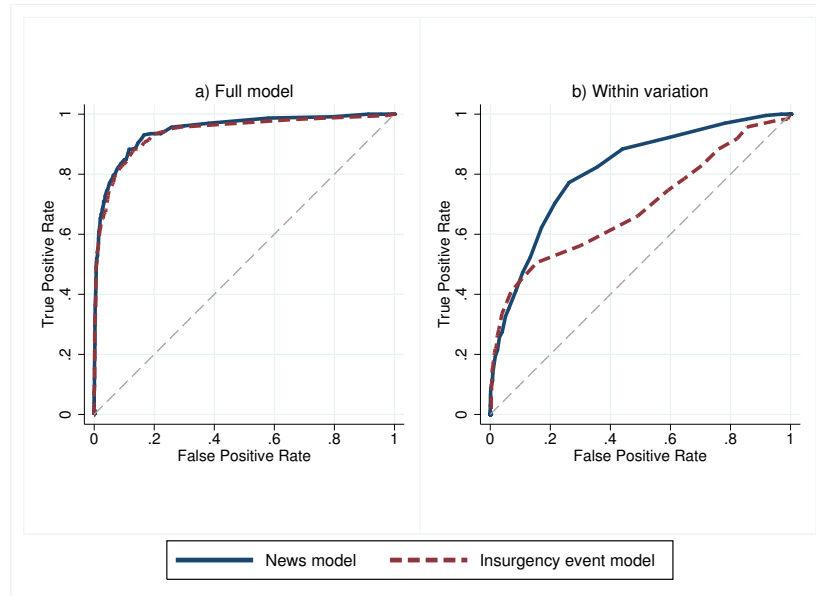 a) Full model
True Positive Rate
1
.8
.6
.4
.2
0
0 .2 .4 .6 .8 1
False Positive Rate
b) Within variation
True Positive Rate
1
.8
.6
.4
.2
0
0 .2 .4 .6 .8 1
False Positive Rate
News model
Insurgency event model